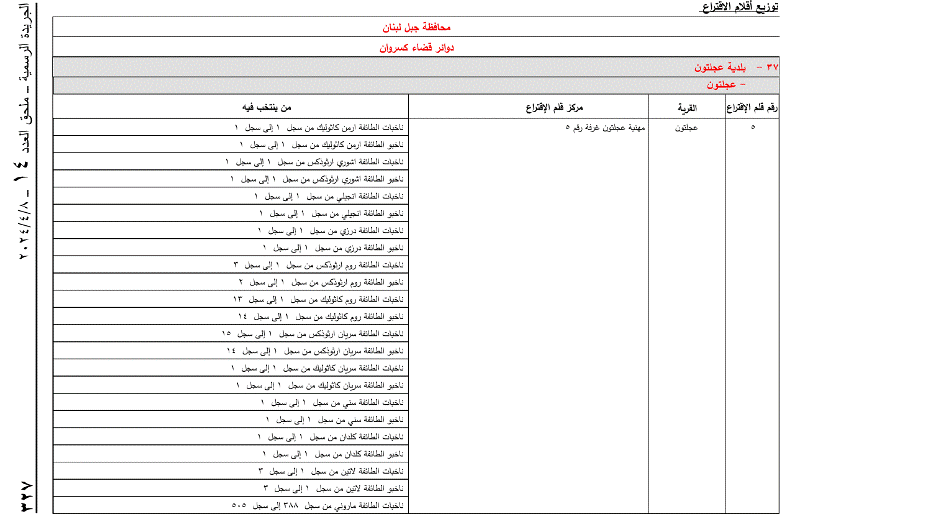 توزيع أقلام الاقتراع
محافظة جبل لبنان
دوائر قضاء كسروان
٣٧ - بلدية عجلتون
- عجلتون
رقم قلم الإقتراع القرية مركز قلم الإقتراع من ينتخب فيه
٥ عجلتون مهنية عجلتون غرفة رقم ٥ ناخبات الطائفة ارمن كاثوليك من سجل ١ إلى سجل ١
ناخبو الطائفة ارمن كاثوليك من سجل ١ إلى سجل ١
ناخبات الطائفة اشوري ارثوذكس من سجل ١ إلى سجل ١
ناخبو الطائفة اشوري ارثوذكس من سجل ١ إلى سجل ١
ناخبات الطائفة انجيلي من سجل ١ إلى سجل ١
ناخبو الطائفة انجيلي من سجل ١ إلى سجل ١
ناخبات الطائفة درزي من سجل ١ إلى سجل ١
ناخبو الطائفة درزي من سجل ١ إلى سجل ١
ناخبات الطائفة روم ارثوذكس من سجل ١ إلى سجل ٣
ناخبو الطائفة روم ارثوذكس من سجل ١ إلى سجل ٢
ناخبات الطائفة روم كاثوليك من سجل ١ إلى سجل ١٣
ناخبو الطائفة روم كاثوليك من سجل ١ إلى سجل ١٤
ناخبات الطائفة سريان ارثوذكس من سجل ١ إلى سجل ١٥
ناخبو الطائفة سريان ارثوذكس من سجل ١ إلى سجل ١٤
ناخبات الطائفة سريان كاثوليك من سجل ١ إلى سجل ١
ناخبو الطائفة سريان كاثوليك من سجل ١ إلى سجل ١
ناخبات الطائفة سني من سجل ١ إلى سجل ١
ناخبو الطائفة سني من سجل ١ إلى سجل ١
ناخبات الطائفة كلدان من سجل ١ إلى سجل ١
ناخبو الطائفة كلدان من سجل ١ إلى سجل ١
ناخبات الطائفة لاتين من سجل ١ إلى سجل ٣
ناخبو الطائفة لاتين من سجل ١ إلى سجل ٣
ناخبات الطائفة ماروني من سجل ٣٨٨ إلى سجل ٥٠٥
الجريدة الرسمية – ملحق العدد ١٤ – ٢٠٢٤/٤/٨
٣٢٧